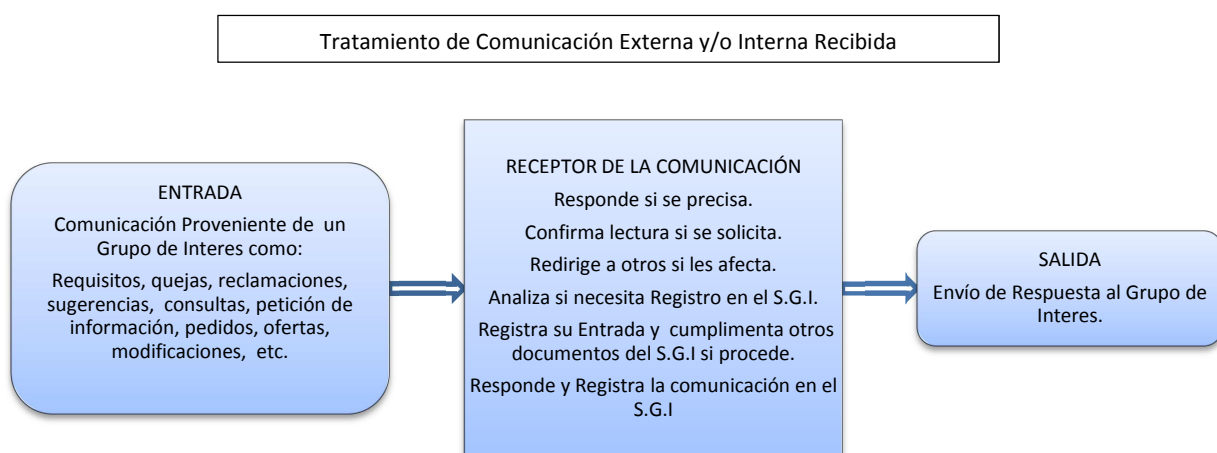 Tratamiento de Comunicación Externa y/o Interna Recibida
ENTRADA
Comunicación Proveniente de un
Grupo de Interes como:
Requisitos, quejas, reclamaciones,
sugerencias, consultas, petición de
información, pedidos, ofertas,
modificaciones, etc.
RECEPTOR DE LA COMUNICACIÓN
Responde si se precisa.
Confirma lectura si se solicita.
Redirige a otros si les afecta.
Analiza si necesita Registro en el S.G.I.
Registra su Entrada y cumplimenta otros
documentos del S.G.I si procede.
Responde y Registra la comunicación en el
S.G.I
SALIDA
Envío de Respuesta al Grupo de
Interes.